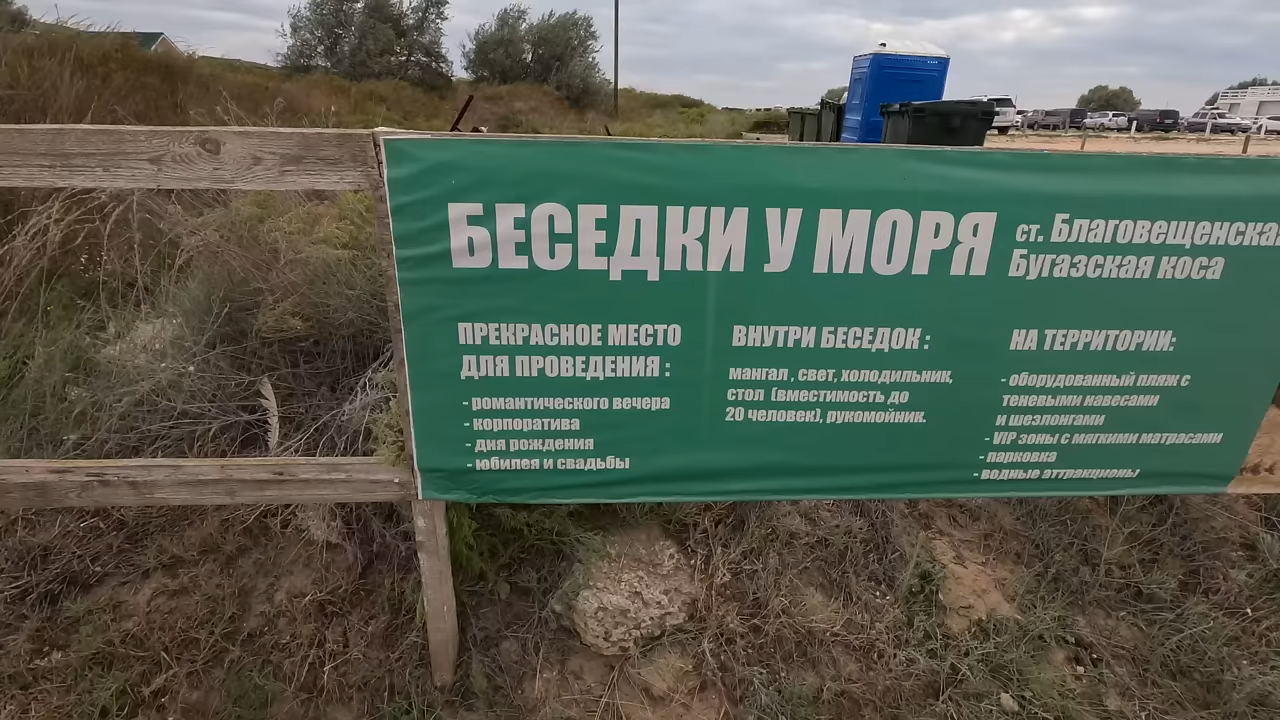 БЕСЕДКИ У МОРЯ
ст. Благовещенска
Бугазская коса
ПРЕКРАСНОЕ МЕСТО
ДЛЯ ПРОВЕДЕНИЯ :
- романтического вечера
- корпоратива
- дня рождения
- юбилея и свадьбы
ВНУТРИ БЕСЕДОК :
мангал , свет, холодильник,
стол (вместимость до
20 человек), рукомойник.
НА ТЕРРИТОРИИ:
- оборудованный пляж с
теневыми навесами
и шезлонгами
- VIP зоны с мягкими матрасами
- парковка
- водные аттракционы